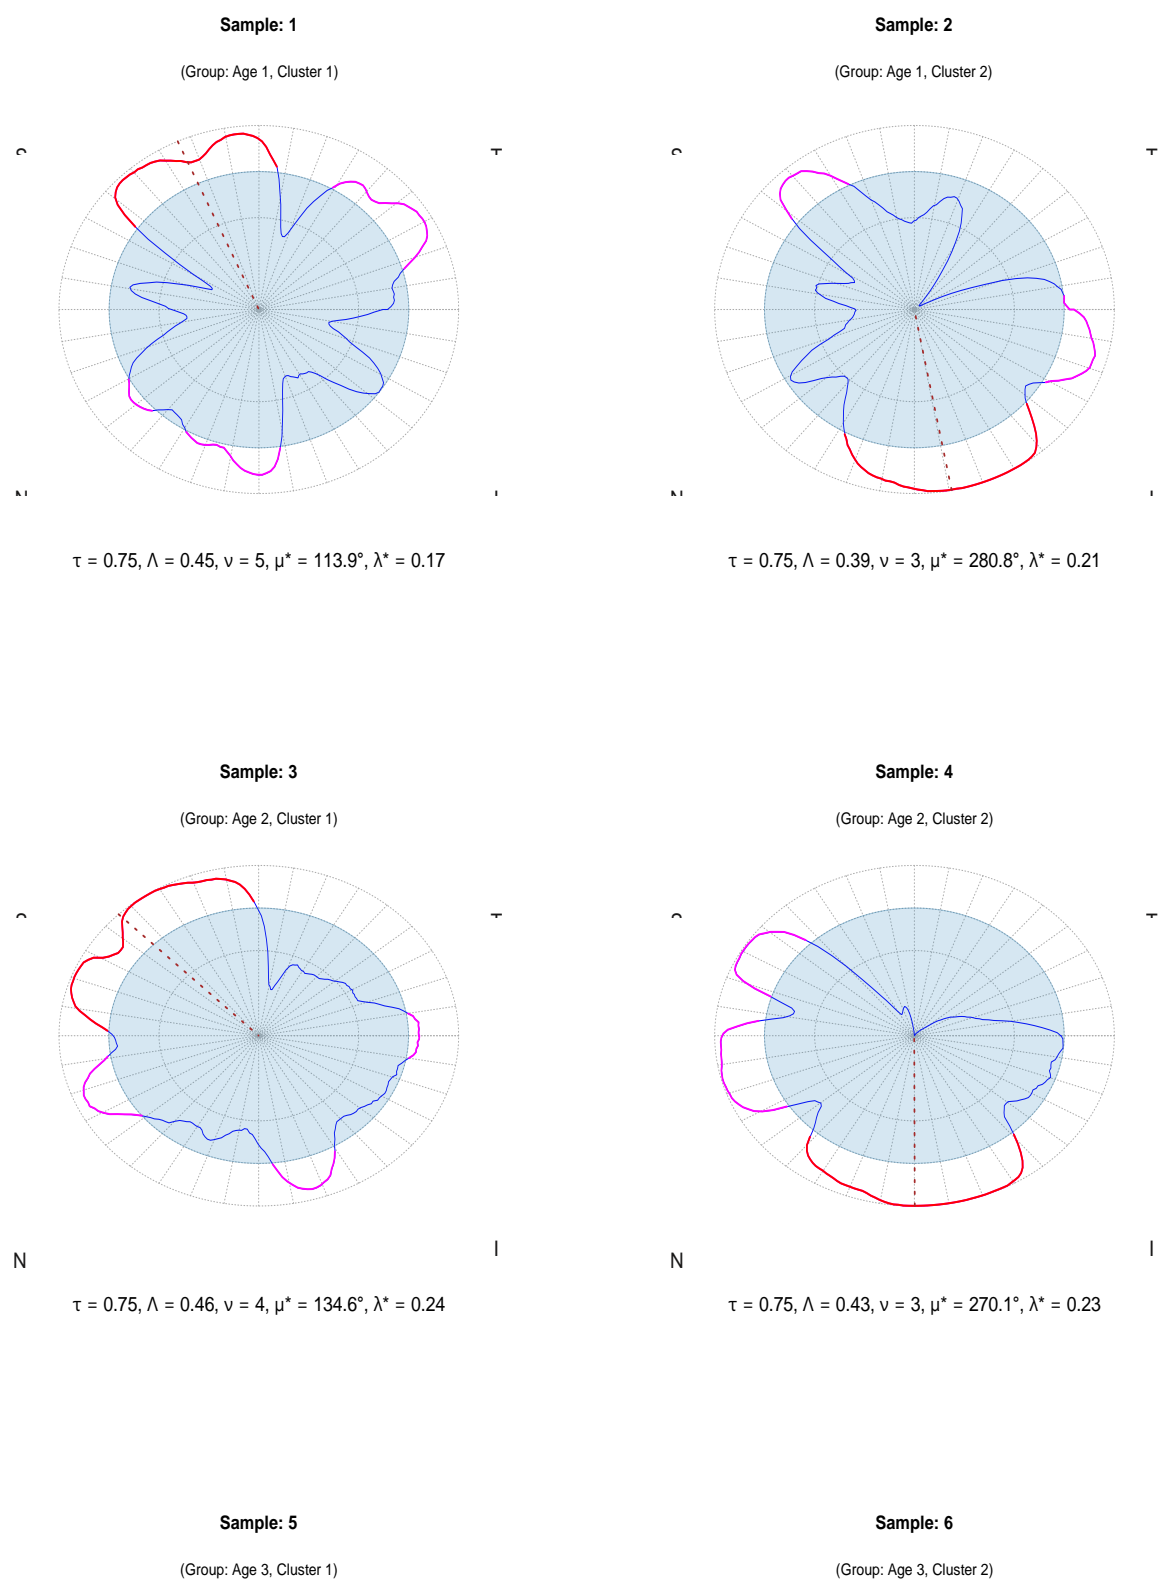 Sample: 1
(Group: Age 1, Cluster 1)
τ = 0.75, Λ = 0.45, ν = 5, μ* = 113.9°, λ* = 0.17
Sample: 2
(Group: Age 1, Cluster 2)
τ = 0.75, Λ = 0.39, ν = 3, μ* = 280.8°, λ* = 0.21
Sample: 3
(Group: Age 2, Cluster 1)
N
I
τ = 0.75, Λ = 0.46, ν = 4, μ* = 134.6°, λ* = 0.24
Sample: 4
(Group: Age 2, Cluster 2)
N
I
τ = 0.75, Λ = 0.43, ν = 3, μ* = 270.1°, λ* = 0.23
Sample: 5
(Group: Age 3, Cluster 1)
Sample: 6
(Group: Age 3, Cluster 2)